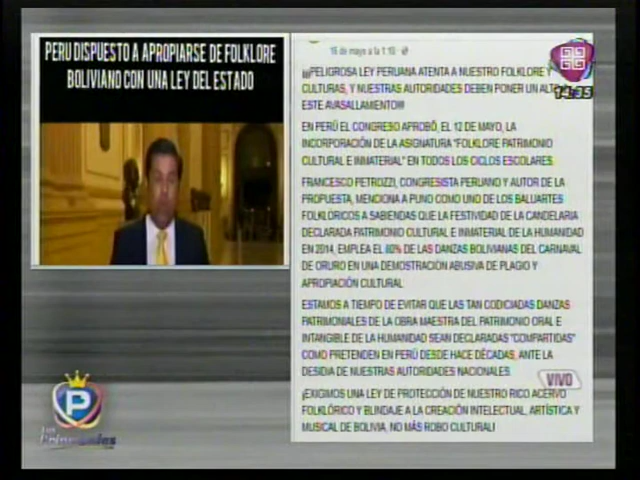 PERU DISPUESTO A APROPIARSE DE FOLKLORE
BOLIVIANO CON UNA LEY DEL ESTADO
16 de mayo a la 1:10
¡¡¡PELIGROSA LEY PERUANA ATENTA A NUESTRO FOLKLORE Y
CULTURAS, Y NUESTRAS AUTORIDADES DEBEN PONER UN ALTO
ESTE AVASALLAMIENTO!!!
14:35
EN PERÚ EL CONGRESO APROBÓ, EL 12 DE MAYO, LA
INCORPORACIÓN DE LA ASIGNATURA "FOLKLORE PATRIMONIO
CULTURAL E INMATERIAL" EN TODOS LOS CICLOS ESCOLARES.
FRANCESCO PETROZZI, CONGRESISTA PERUANO Y AUTOR DE LA
PROPUESTA, MENCIONA A PUNO COMO UNO DE LOS BALUARTES
FOLKLÓRICOS A SABIENDAS QUE LA FESTIVIDAD DE LA CANDELARIA
DECLARADA PATRIMONIO CULTURAL E INMATERIAL DE LA HUMANIDAD
EN 2014, EMPLEA EL 60% DE LAS DANZAS BOLIVIANAS DEL CARNAVAL
DE ORURO EN UNA DEMOSTRACIÓN ABUSIVA DE PLAGIO Y
APROPIACIÓN CULTURAL.
ESTAMOS A TIEMPO DE EVITAR QUE LAS TAN CODICIADAS DANZAS
PATRIMONIALES DE LA OBRA MAESTRA DEL PATRIMONIO ORAL E
INTANGIBLE DE LA HUMANIDAD SEAN DECLARADAS "COMPARTIDAS"
COMO PRETENDEN EN PERÚ DESDE HACE DÉCADAS, ANTE LA
DESIDIA DE NUESTRAS AUTORIDADES NACIONALES.
VIVO
¡EXIGIMOS UNA LEY DE PROTECCIÓN DE NUESTRO RICO ACERVO
FOLKLÓRICO Y BLINDAJE A LA CREACIÓN INTELECTUAL, ARTÍSTICA Y
MUSICAL DE BOLIVIA, NO MÁS ROBO CULTURAL!
P
Los
Principales